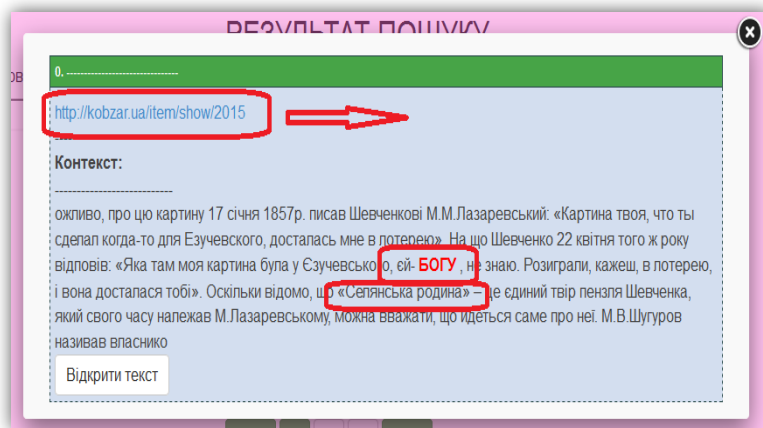 РЕЗУЛЬТАТ ПОШУКУ
0. --------------------------------
http://kobzar.ua/item/show/2015
Контекст:
---------------------------
ожливо, про цю картину 17 січня 1857р. писав Шевченкові М.М.Лазаревський: «Картина твоя, что ты
сделал когда-то для Езучевского, досталась мне в лотерею». На що Шевченко 22 квітня того ж року
відповів: «Яка там моя картина була у Єзучевського, єй- БОГУ , не знаю. Розиграли, кажеш, в лотерею,
і вона досталася тобі». Оскільки відомо, що «Селянська родина» – це єдиний твір пензля Шевченка,
який свого часу належав М.Лазаревському, можна вважати, що йдеться саме про неї. М.В.Шугуров
називав впаснико
Відкрити текст